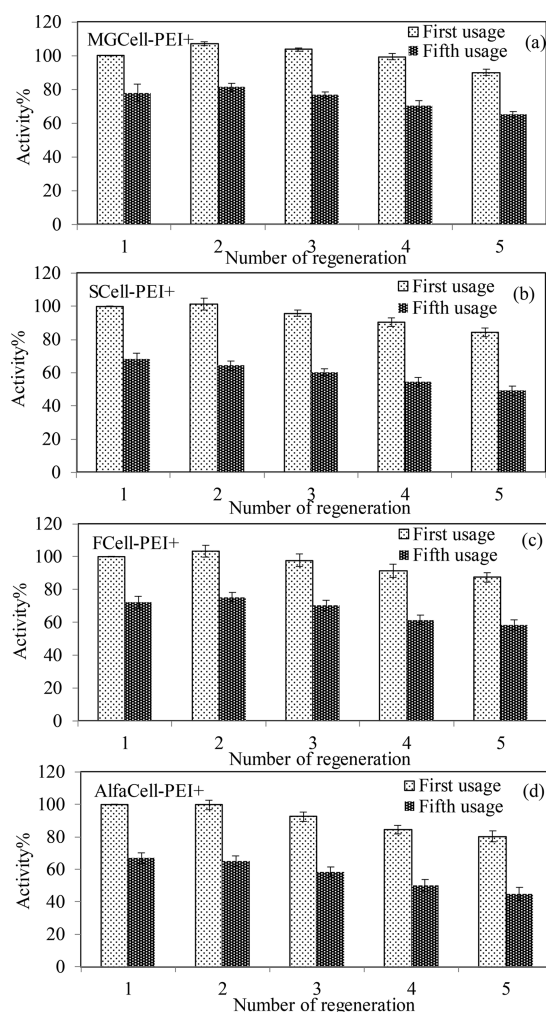 120
MGCell-PEI+
First usage
(a)
100
Fifth usage
80
60
40
20
0
Activity%
1 2 3 4 5
Number of regeneration
120
SCell-PEI+
First usage
(b)
100
Fifth usage
80
60
40
20
0
Activity%
1 2 3 4 5
Number of regeneration
120
FCell-PEI+
First usage
(c)
100
Fifth usage
80
60
40
20
0
Activity%
1 2 3 4 5
Number of regeneration
120
AlfaCell-PEI+
First usage
(d)
100
Fifth usage
80
60
40
20
0
Activity%
1 2 3 4 5
Number of regeneration